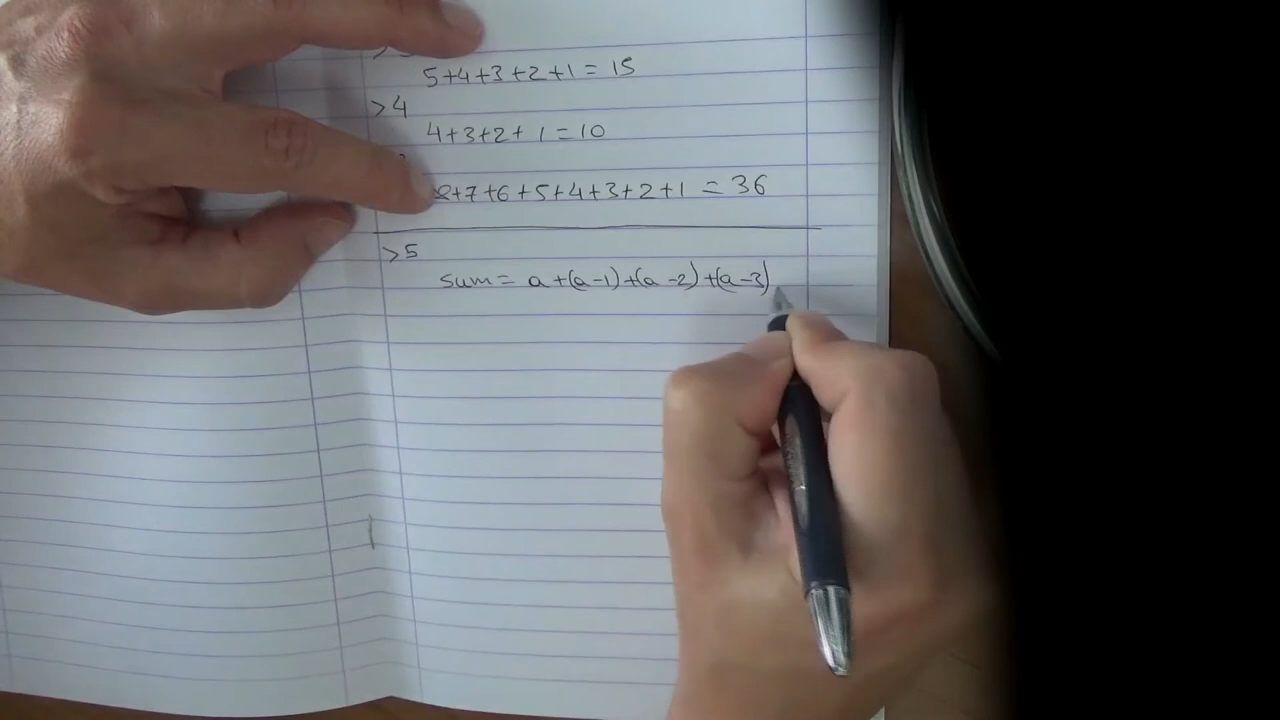 5+4+3+2+1 = 15
>4
4+3+2+1 = 10
8+7+6+5+4+3+2+1 = 36
>5
sum = a+(a-1)+(a-2)+(a-3)